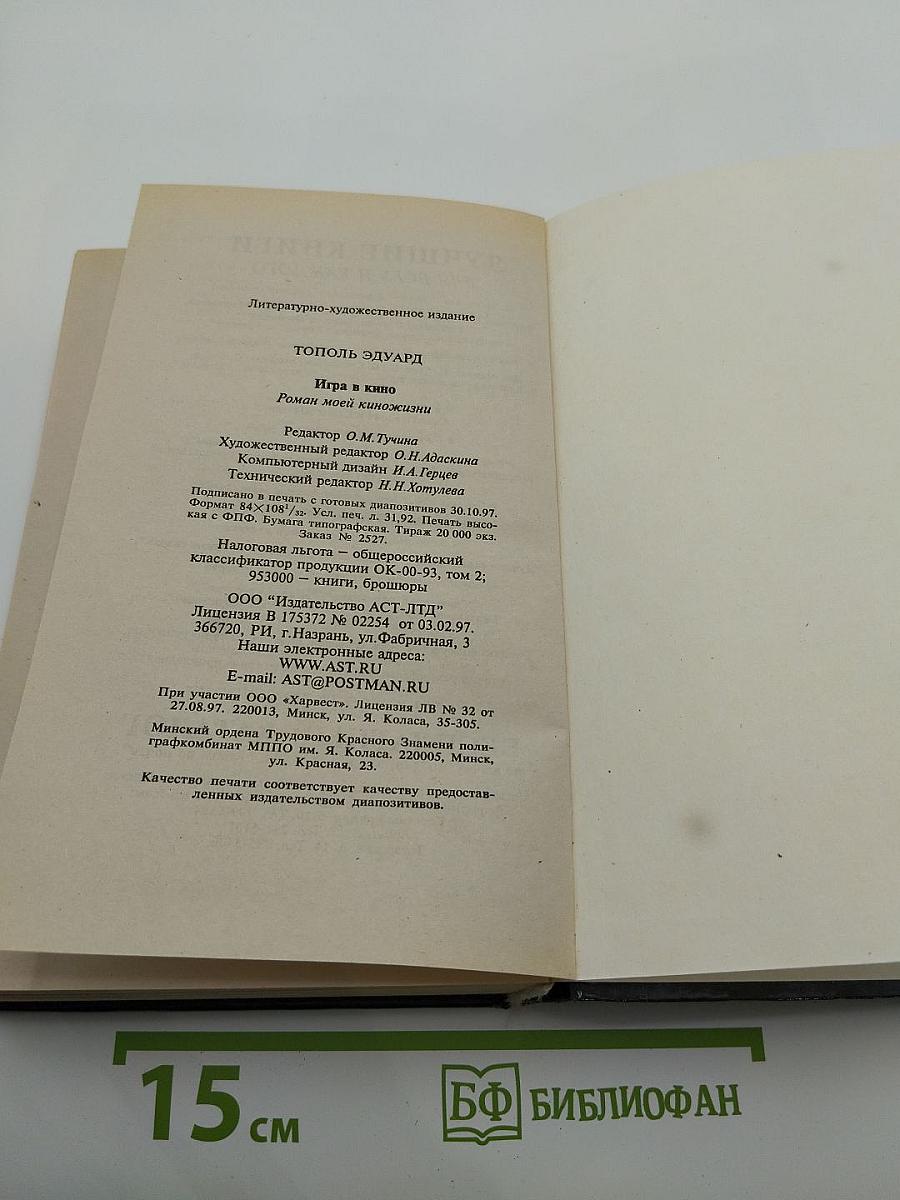 Литературно-художественное издание
ТОПОЛЬ ЭДУАРД
Игра в кино
Роман моей киножизни
Редактор О.М.Тучина
Художественный редактор О.Н.Адаскина
Компьютерный дизайн И.А.Герцев
Технический редактор Н.Н.Хотулева
Подписано в печать с готовых диапозитивов 30.10.97.
Формат 84×108¹/₃₂. Усл. печ. л. 31,92. Печать высо-
кая с ФПФ. Бумага типографская. Тираж 20 000 экз.
Заказ № 2527.
Налоговая льгота – общероссийский
классификатор продукции ОК-00-93, том 2;
953000 – книги, брошюры
ООО "Издательство АСТ-ЛТД"
Лицензия В 175372 № 02254 от 03.02.97.
366720, РИ, г.Назрань, ул.Фабричная, 3
Наши электронные адреса:
WWW.AST.RU
E-mail: AST@POSTMAN.RU
При участии ООО «Харвест». Лицензия ЛВ № 32 от
27.08.97. 220013, Минск, ул. Я. Коласа, 35-305.
Минский ордена Трудового Красного Знамени поли-
графкомбинат МППО им. Я. Коласа. 220005, Минск,
ул. Красная, 23.
Качество печати соответствует качеству предостав-
ленных издательством диапозитивов.
15 см
БФ БИБЛИОФАН